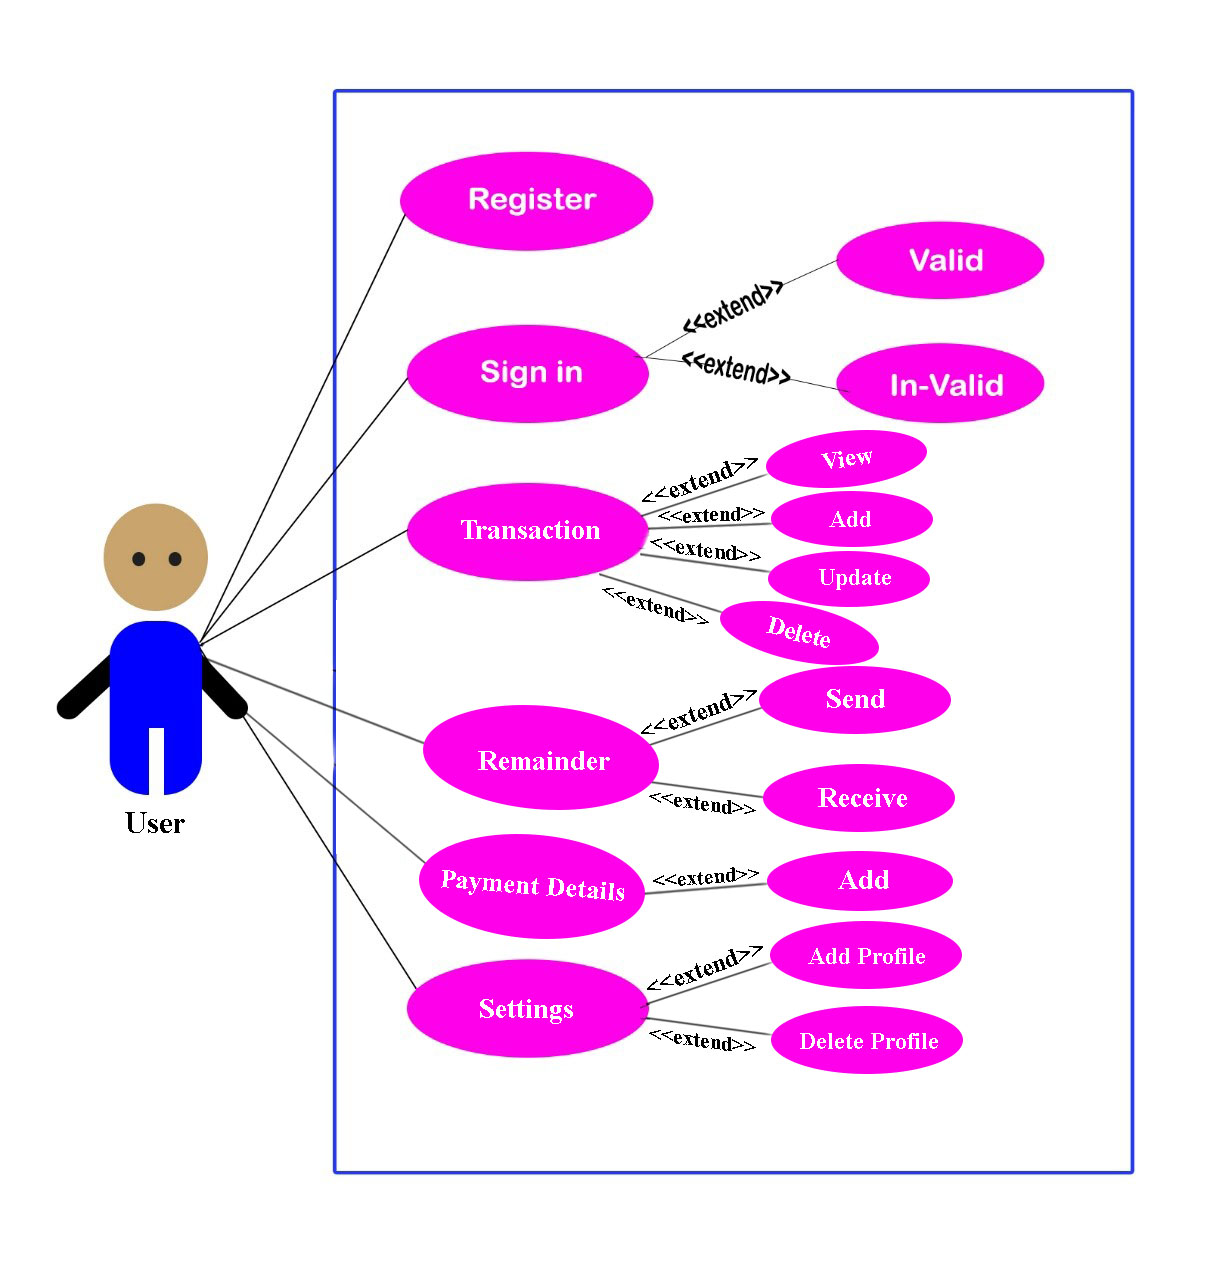 Register
Valid
<<extend>>
Sign in
<<extend>>
In-Valid
View
<<extend>>
Transaction
<<extend>>
Add
<<extend>>
Update
<<extend>>
Delete
Send
<<extend>>
Remainder
<<extend>>
Receive
User
Payment Details
<<extend>>
Add
Add Profile
<<extend>>
Settings
<<extend>>
Delete Profile